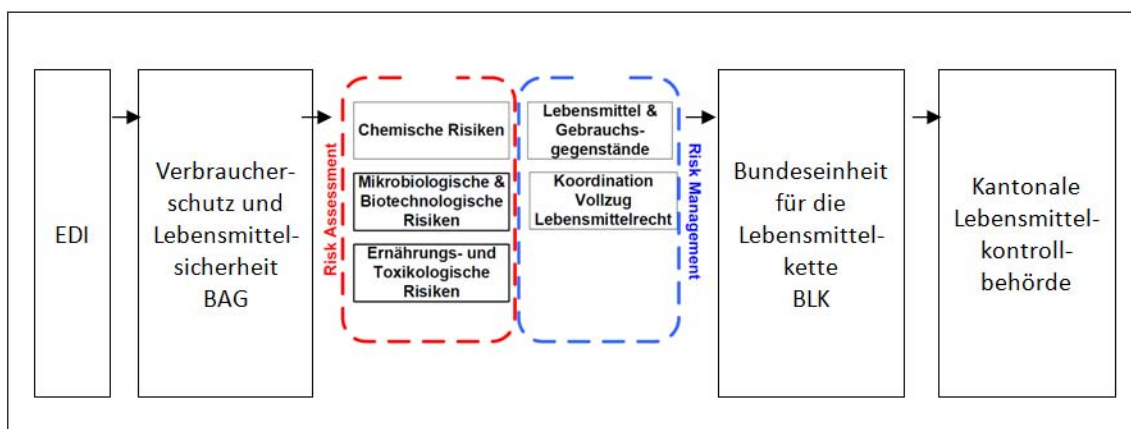 EDI
Verbraucher-
schutz und
Lebensmittel-
sicherheit
BAG
Risk Assessment
Chemische Risiken
Mikrobiologische &
Biotechnologische
Risiken
Ernährungs- und
Toxikologische
Risiken
Lebensmittel &
Gebrauchs-
gegenstände
Koordination
Vollzug
Lebensmittelrecht
Risk Management
Bundeseinheit
für die
Lebensmittel-
kette
BLK
Kantonale
Lebensmittel-
kontroll-
behörde